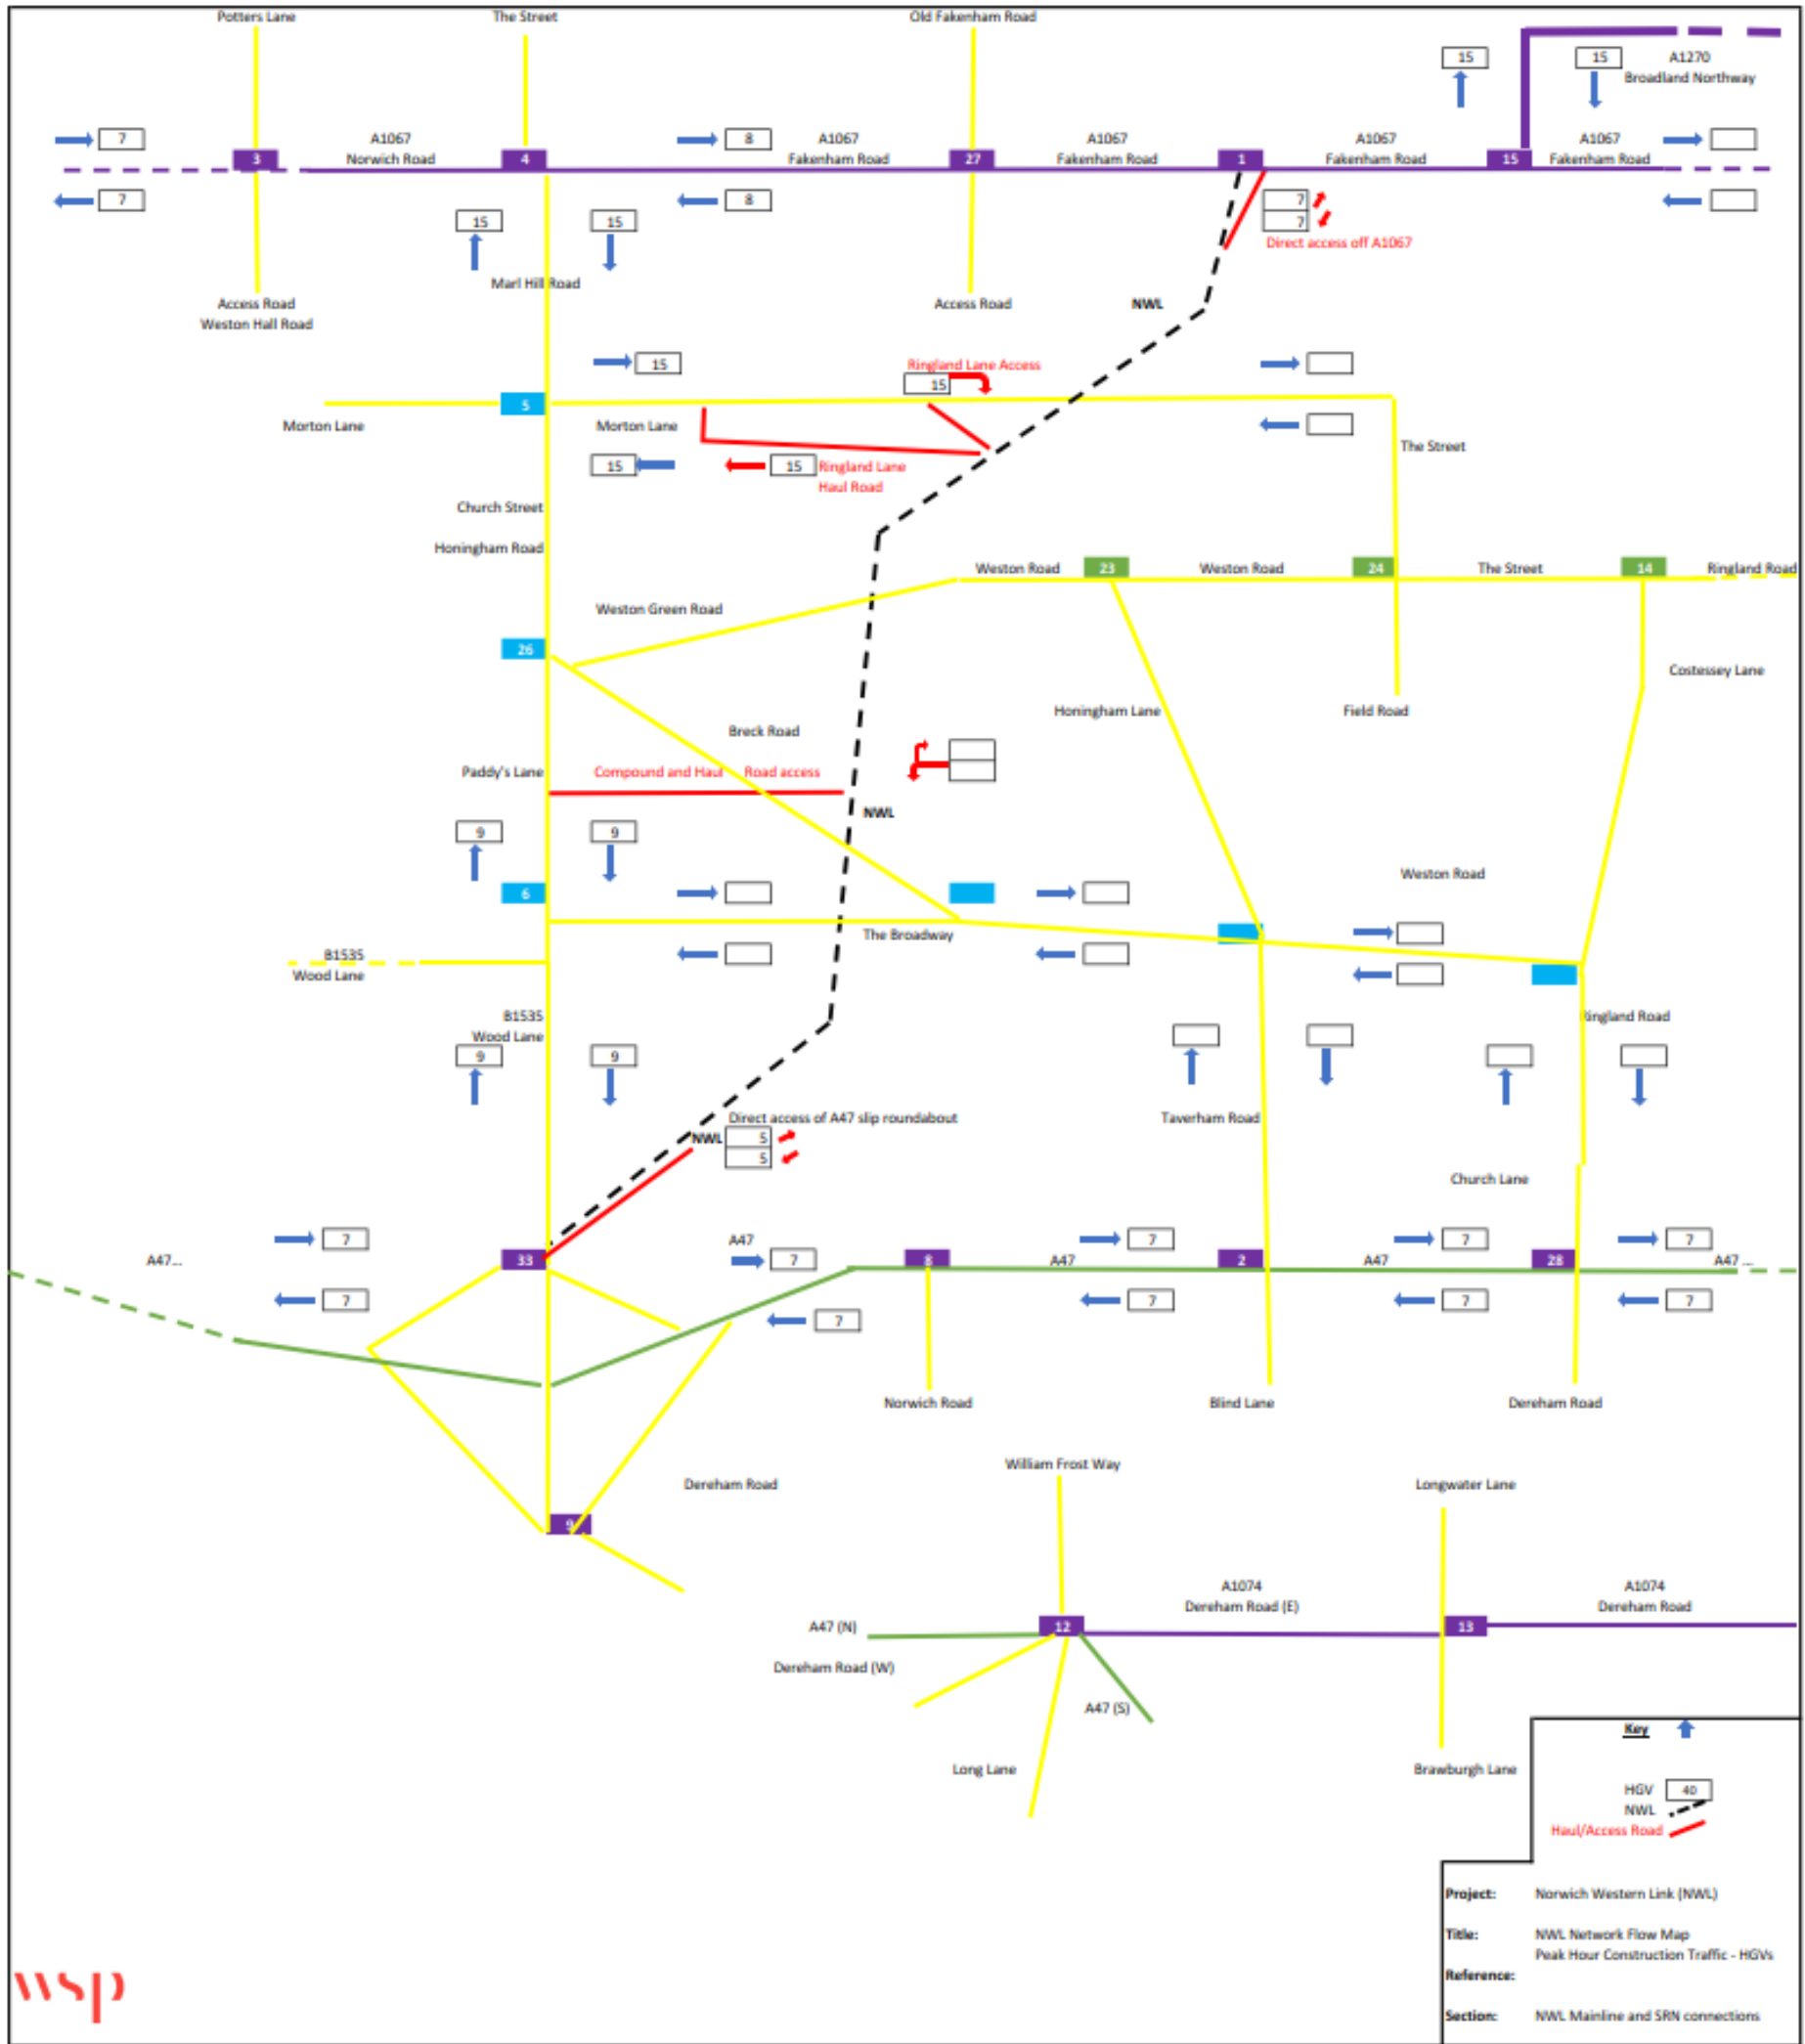 Potters Lane
The Street
Old Fakenham Road
15
15
A1270
Broadland Northway
7
A1067
Norwich Road
8
A1067
Fakenham Road
A1067
Fakenham Road
A1067
Fakenham Road
A1067
Fakenham Road
3
4
27
1
15
7
15
15
8
7
7
Direct access off A1067
Marl Hill Road
Access Road
Weston Hall Road
Access Road
NWL
15
Ringland Lane Access
15
5
Morton Lane
Morton Lane
The Street
15
15
Ringland Lane
Haul Road
Church Street
Honingham Road
Weston Road
23
Weston Road
24
The Street
14
Ringland Road
Weston Green Road
26
Costessey Lane
Honingham Lane
Field Road
Breck Road
Paddy's Lane
Compound and Haul Road access
NWL
9
9
6
Weston Road
The Broadway
B1535
Wood Lane
B1535
Wood Lane
Ringland Road
9
9
Direct access of A47 slip roundabout
NWL
5
5
Taverham Road
Church Lane
A47...
7
33
A47
7
8
A47
7
2
A47
7
28
7
A47 ...
7
7
7
7
7
Norwich Road
Blind Lane
Dereham Road
William Frost Way
Dereham Road
Longwater Lane
9
A1074
Dereham Road (E)
A1074
Dereham Road
A47 (N)
12
13
Dereham Road (W)
A47 (S)
Long Lane
Brawburgh Lane
Key
HGV 40
NWL
Haul/Access Road
Project: Norwich Western Link (NWL)
Title: NWL Network Flow Map
Peak Hour Construction Traffic - HGVs
Reference:
Section: NWL Mainline and SRN connections
wsp